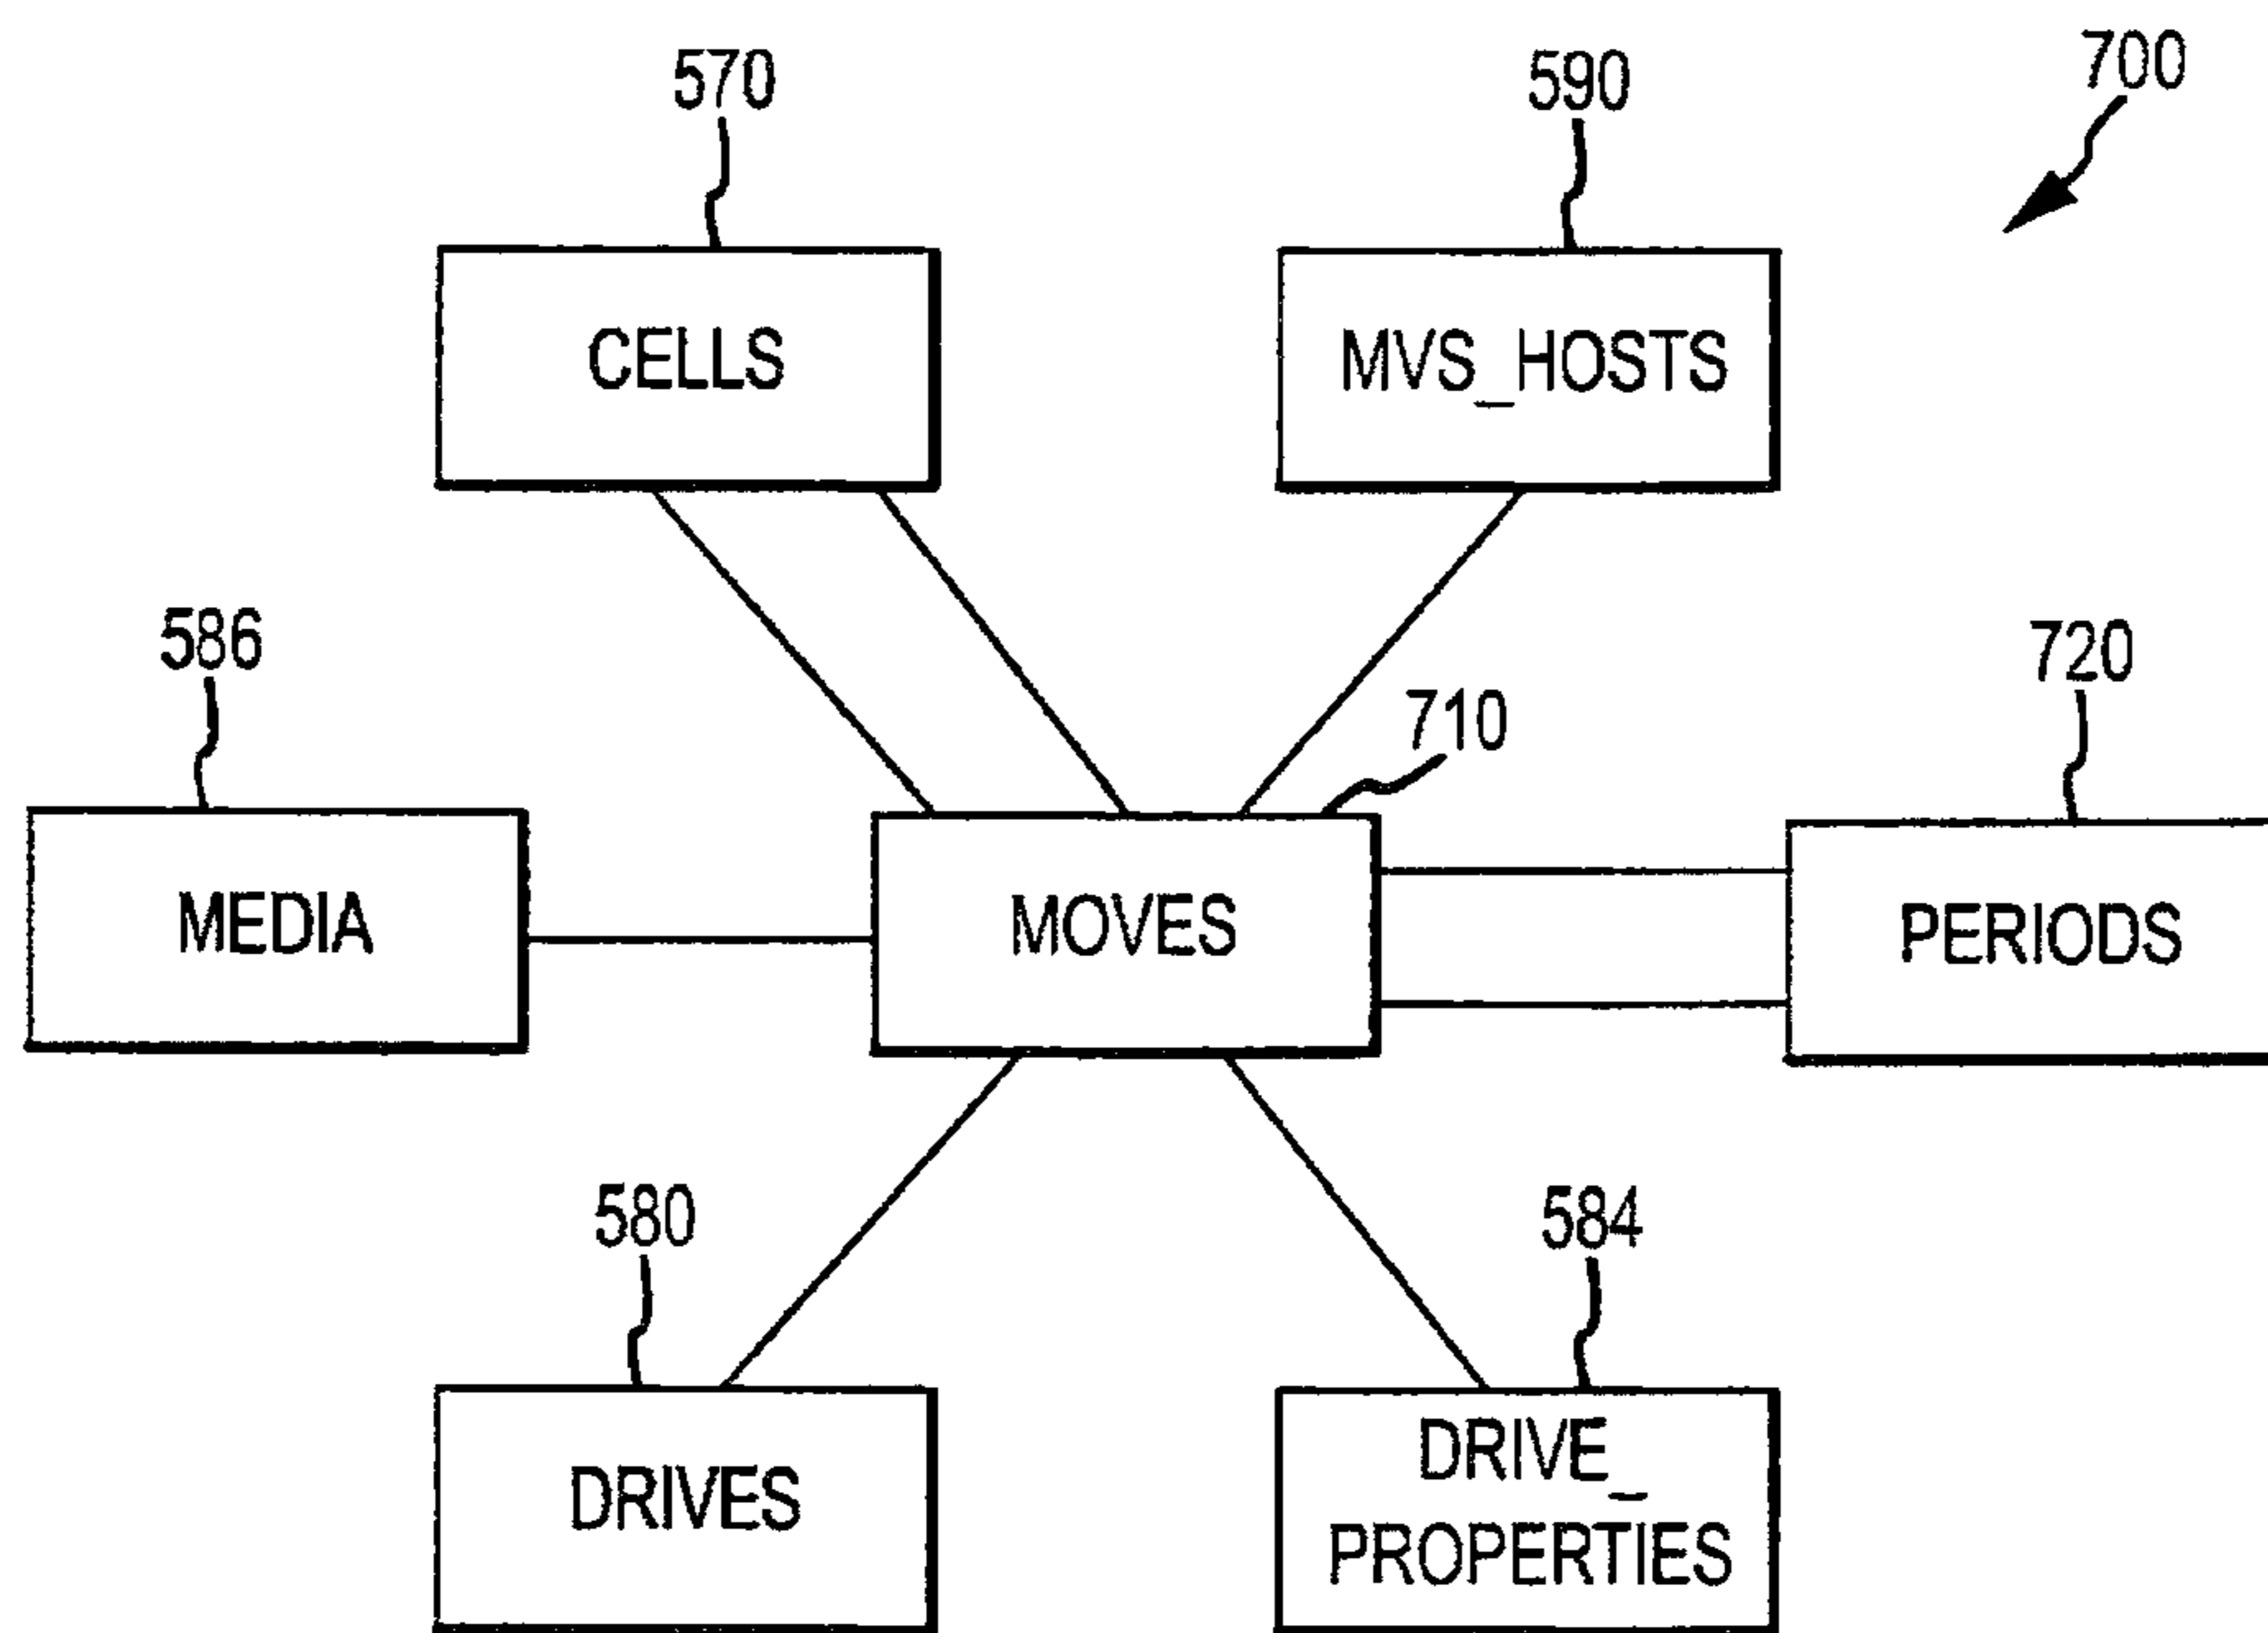 570
590
700
CELLS
MVS_HOSTS
586
720
710
MEDIA
MOVES
PERIODS
580
584
DRIVES
DRIVE_
PROPERTIES